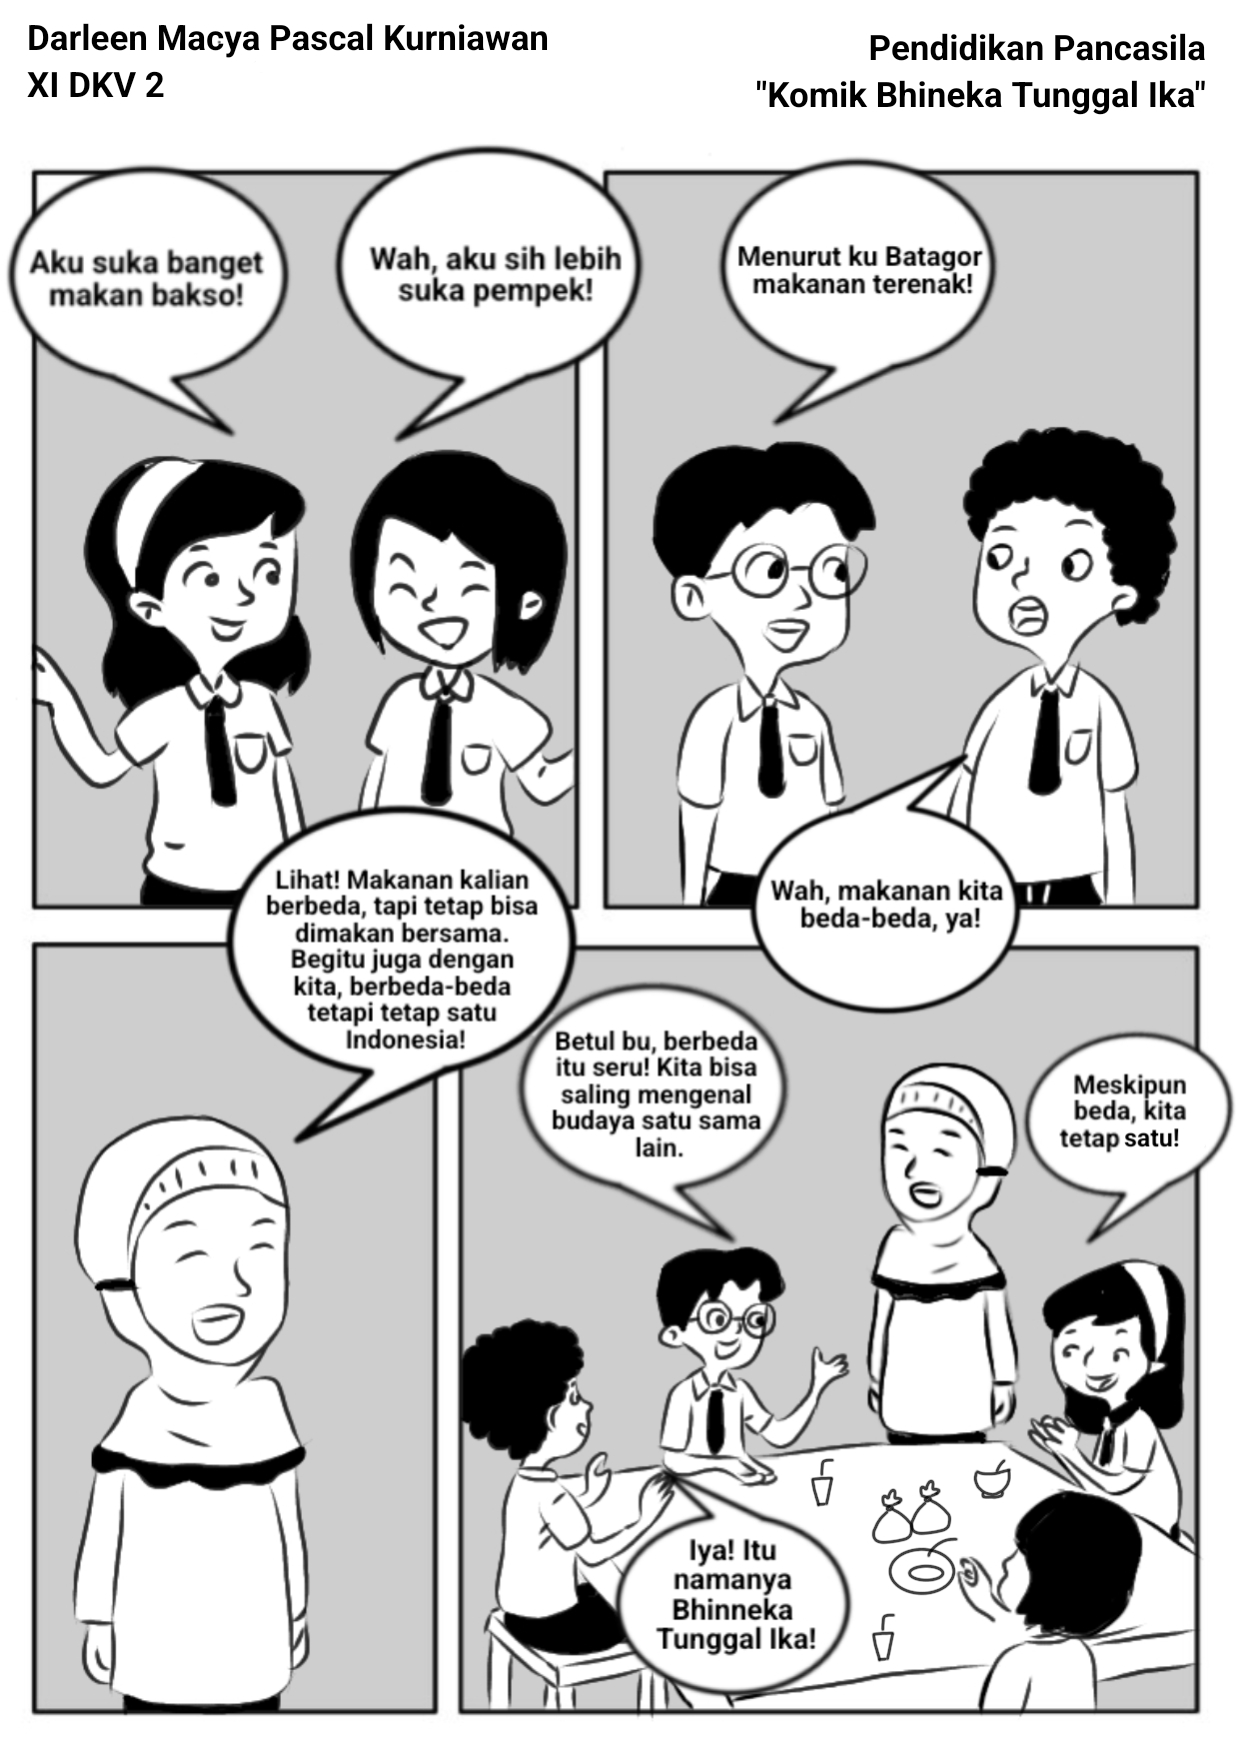 Darleen Macya Pascal Kurniawan
XI DKV 2
Pendidikan Pancasila
"Komik Bhineka Tunggal Ika"
Aku suka banget
makan bakso!
Wah, aku sih lebih
suka pempek!
Menurut ku Batagor
makanan terenak!
Wah, makanan kita
beda-beda, ya!
Lihat! Makanan kalian
berbeda, tapi tetap bisa
dimakan bersama.
Begitu juga dengan
kita, berbeda-beda
tetapi tetap satu
Indonesia!
Betul bu, berbeda
itu seru! Kita bisa
saling mengenal
budaya satu sama
lain.
Meskipun
beda, kita
tetap satu!
Iya! Itu
namanya
Bhinneka
Tunggal Ika!